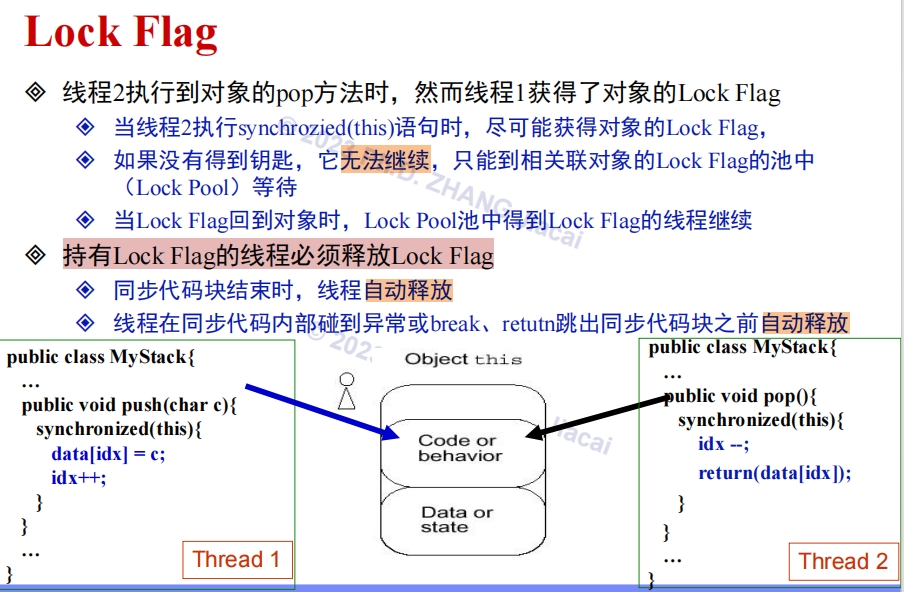 Lock Flag
线程2执行到对象的pop方法时，然而线程1获得了对象的Lock Flag
当线程2执行synchrozied(this)语句时，尽可能获得对象的Lock Flag，
如果没有得到钥匙，它无法继续，只能到相关联对象的Lock Flag的池中
（Lock Pool）等待
当Lock Flag回到对象时，Lock Pool池中得到Lock Flag的线程继续
持有Lock Flag的线程必须释放Lock Flag
同步代码块结束时，线程自动释放
线程在同步代码内部碰到异常或break、retutn跳出同步代码块之前自动释放
public class MyStack{
...
public void push(char c){
synchronized(this){
data[idx] = c;
idx++;
}
}
...
}
Thread 1
Object this
Code or
behavior
Data or
state
public class MyStack{
...
public void pop(){
synchronized(this){
idx --;
return(data[idx]);
}
}
...
}
Thread 2